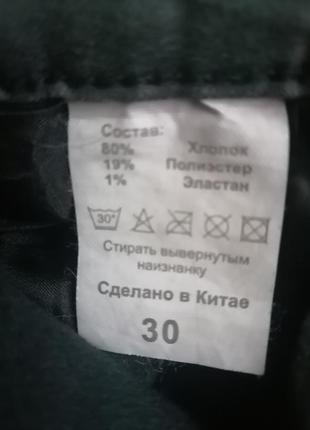 Состав:
80% Хлопок
19% Полиэстер
1% Эластан
30°
Стирать вывернутым
наизнанку
Сделано в Китае
30